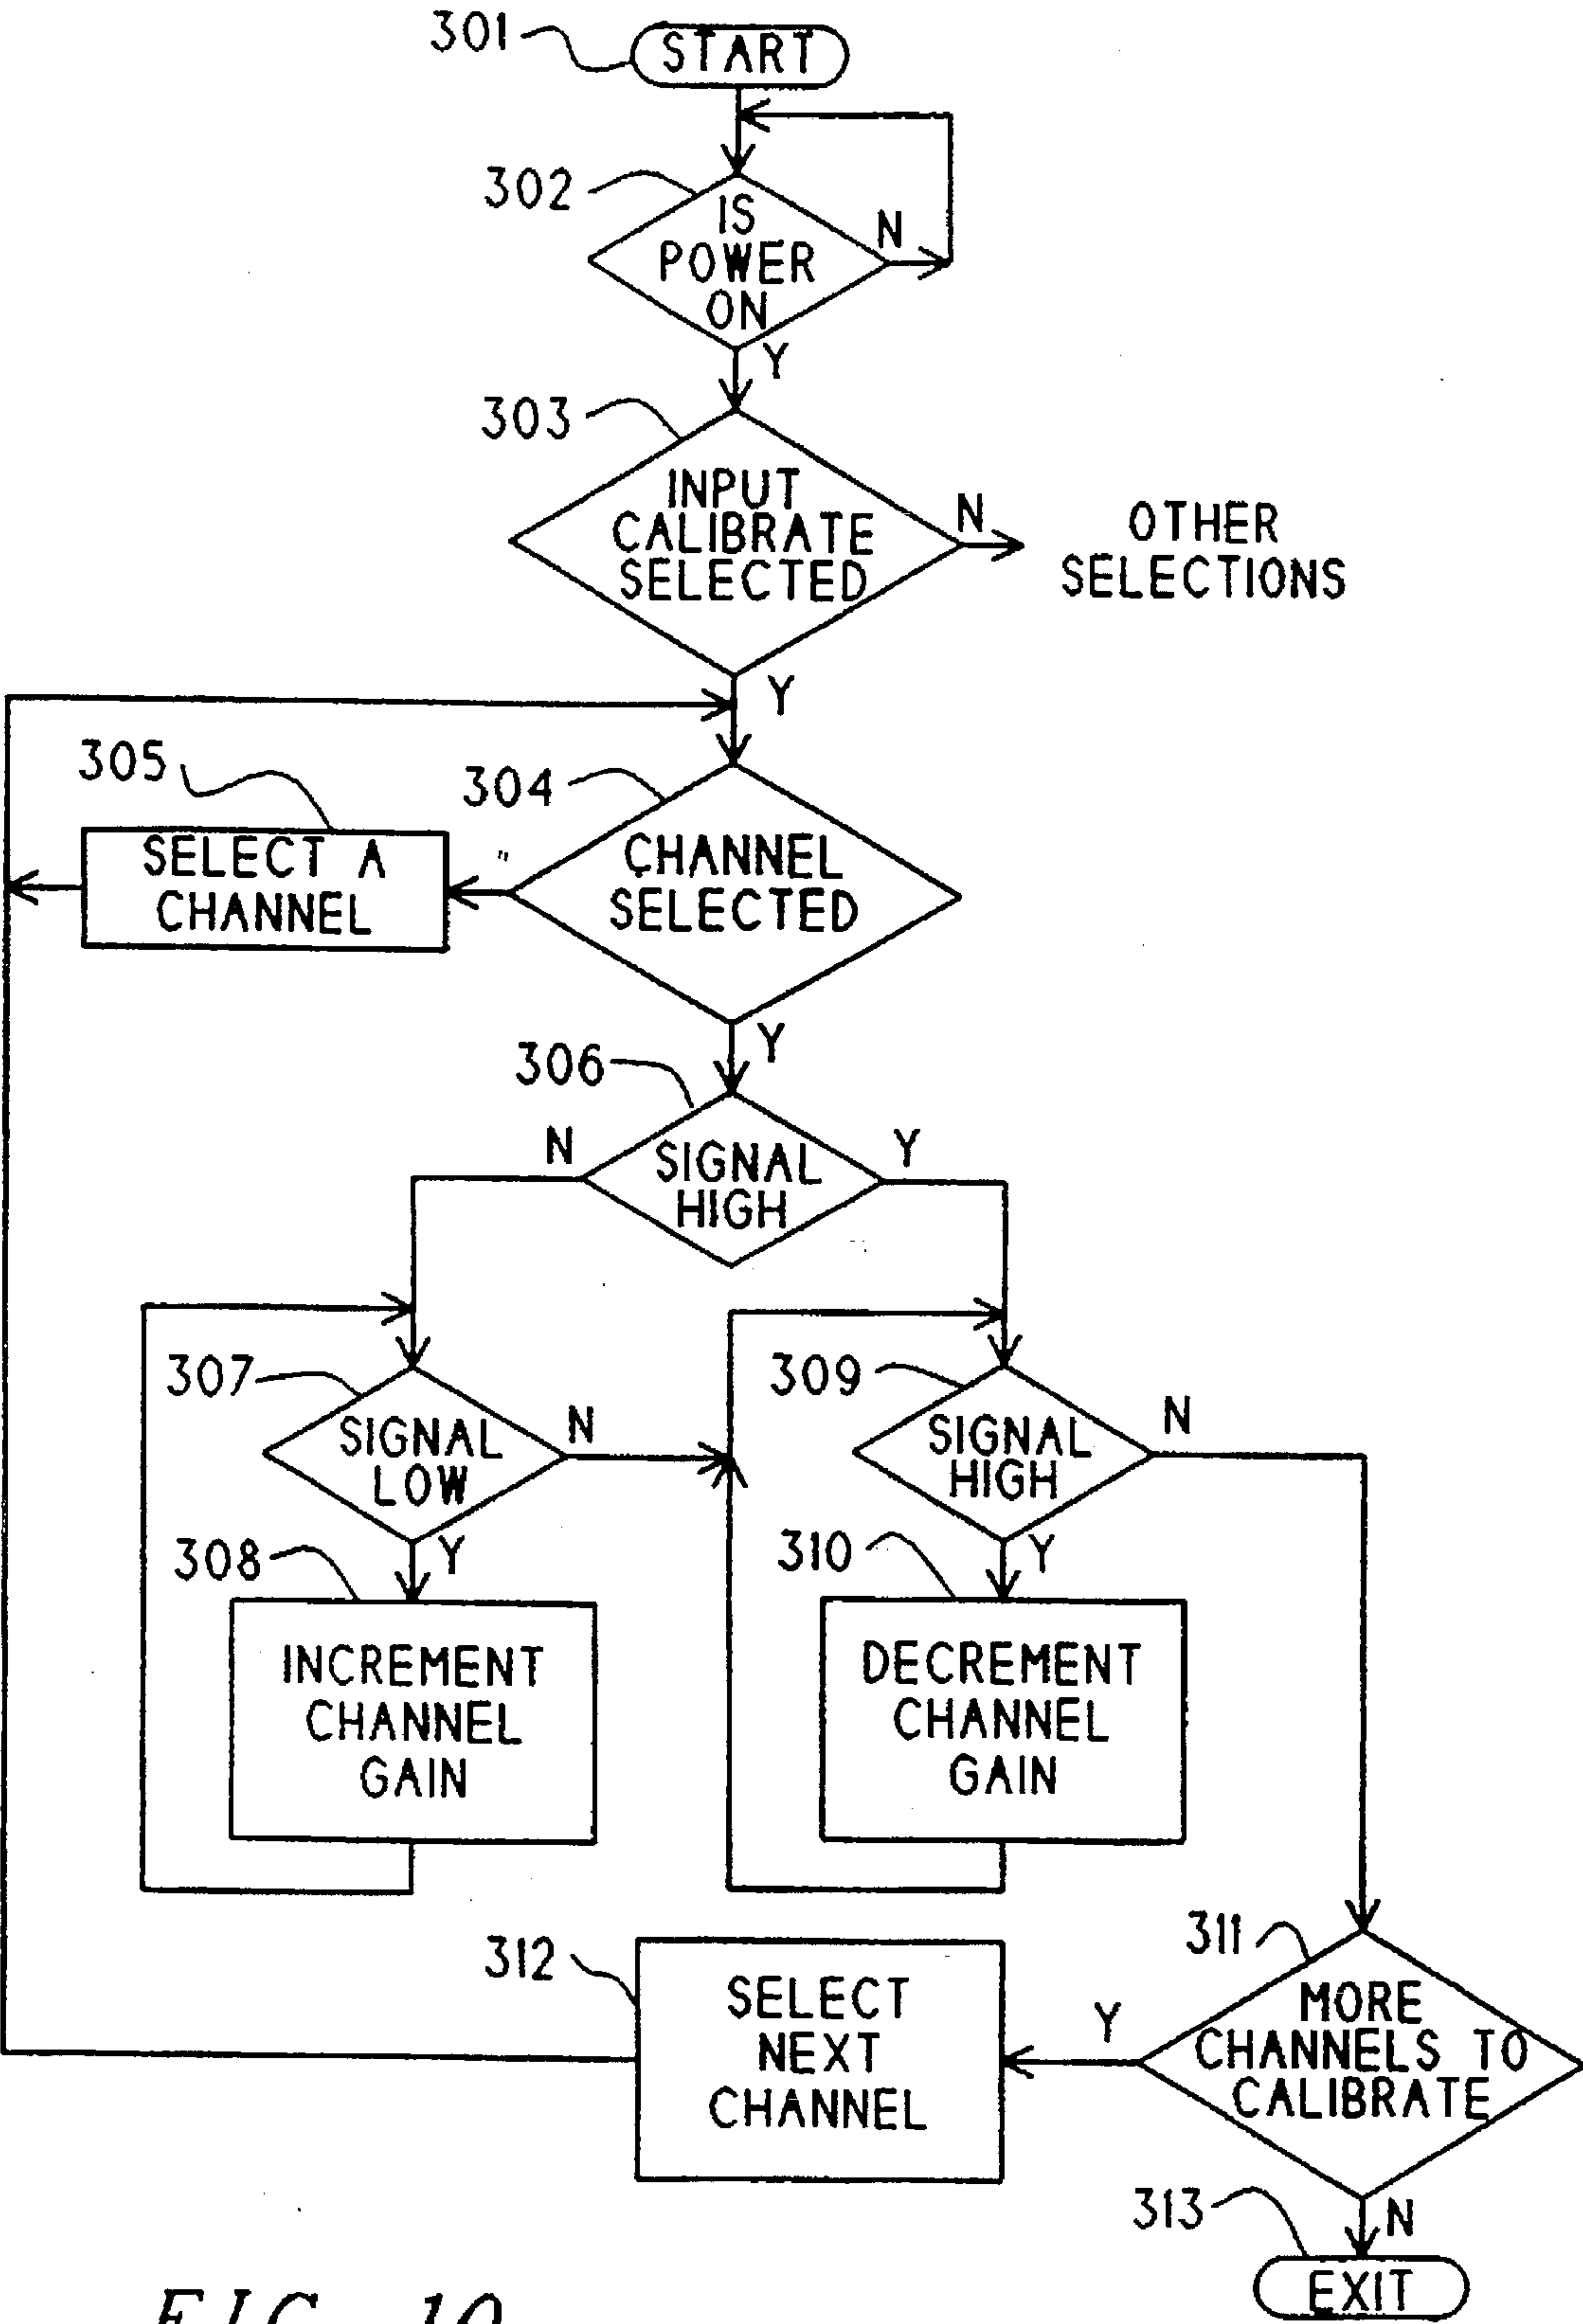 301
START
302
IS
POWER
ON
N
Y
303
INPUT
CALIBRATE
SELECTED
N
OTHER
SELECTIONS
Y
305
304
SELECT A
CHANNEL
CHANNEL
SELECTED
Y
306
N
SIGNAL
HIGH
Y
307
SIGNAL
LOW
N
309
SIGNAL
HIGH
N
308
Y
310
Y
INCREMENT
CHANNEL
GAIN
DECREMENT
CHANNEL
GAIN
312
SELECT
NEXT
CHANNEL
311
MORE
CHANNELS TO
CALIBRATE
Y
313
N
EXIT
FIG. 10